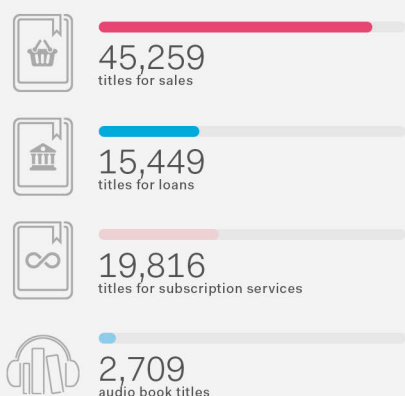 45,259
titles for sales
15,449
titles for loans
19,816
titles for subscription services
2,709
audio book titles